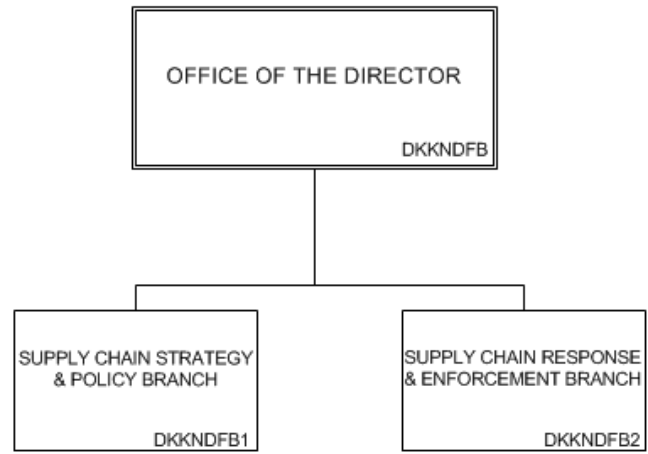 OFFICE OF THE DIRECTOR
DKKNDFB
SUPPLY CHAIN STRATEGY
& POLICY BRANCH
DKKNDFB1
SUPPLY CHAIN RESPONSE
& ENFORCEMENT BRANCH
DKKNDFB2